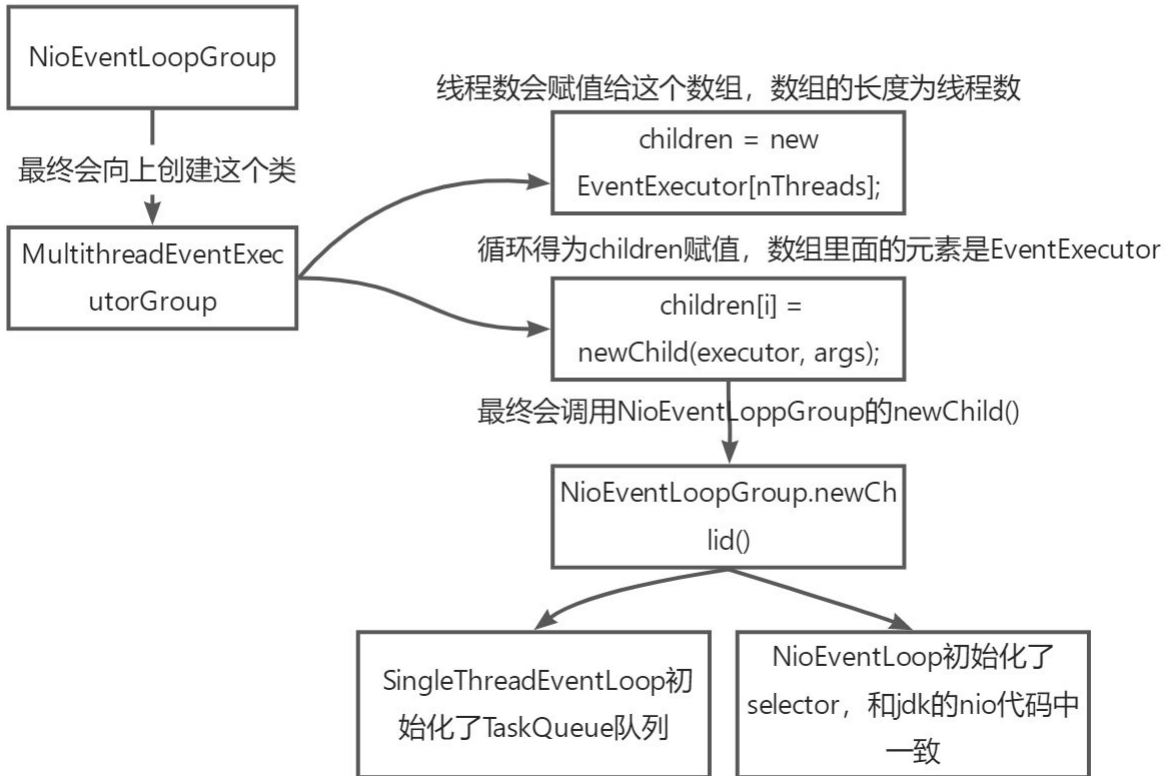 NioEventLoopGroup
最终会向上创建这个类
MultithreadEventExec
utorGroup
线程数会赋值给这个数组，数组的长度为线程数
children = new
EventExecutor[nThreads];
循环得为children赋值，数组里面的元素是EventExecutor
children[i] =
newChild(executor, args);
最终会调用NioEventLoppGroup的newChild()
NioEventLoopGroup.newCh
lid()
SingleThreadEventLoop初
始化了TaskQueue队列
NioEventLoop初始化了
selector，和jdk的nio代码中
一致